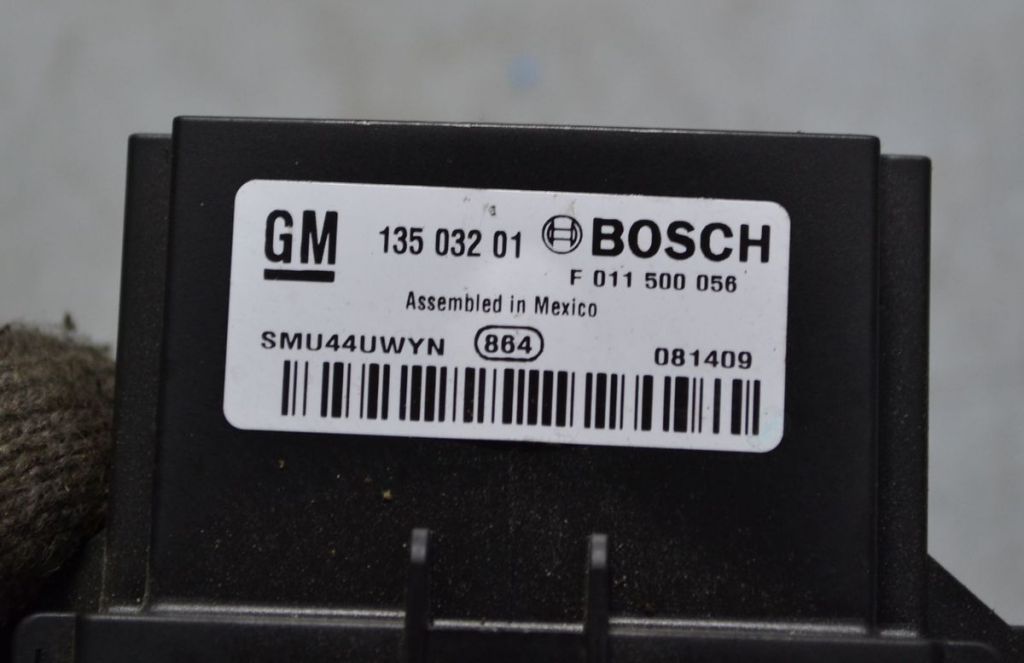 GM 135 032 01 BOSCH
F 011 500 056
Assembled in Mexico
SMU44UWYN 864 081409